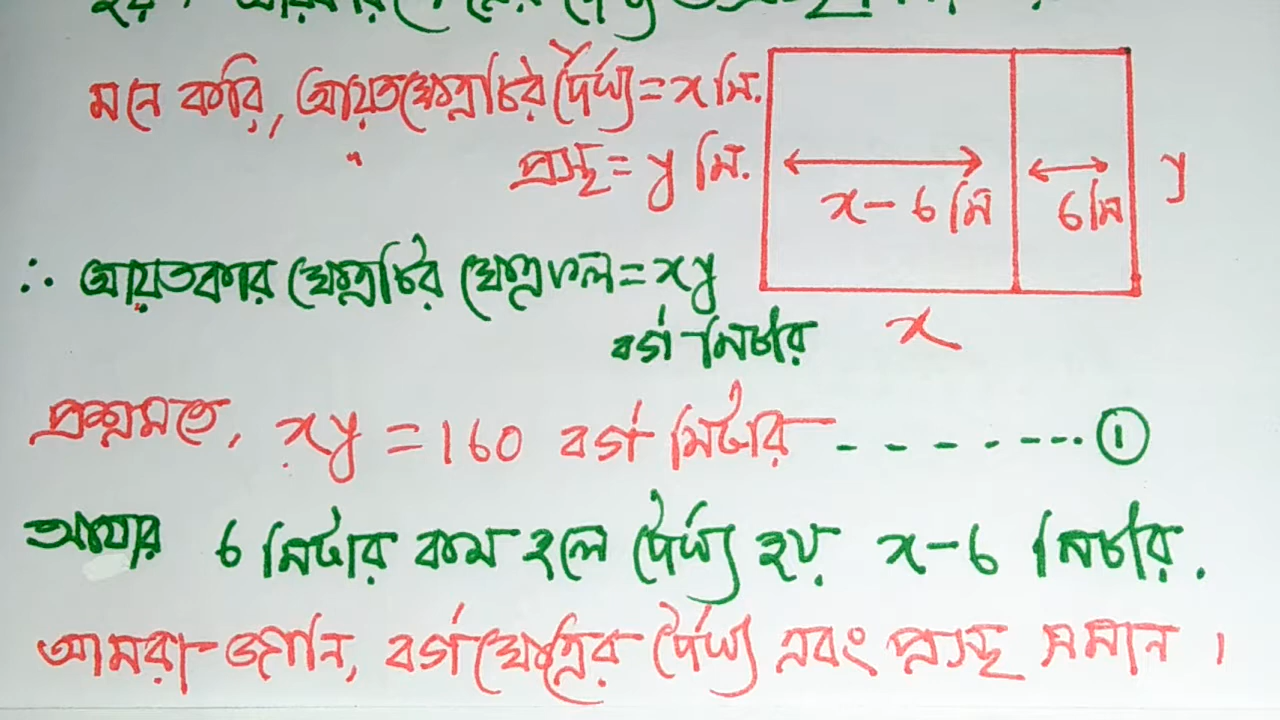 মনে করি, আয়তক্ষেত্রটির দৈর্ঘ্য = x মি.
প্রস্থ = y মি.
x - 6 মি
6 মি
y
x
∴ আয়তকার ক্ষেত্রটির ক্ষেত্রফল = xy
বর্গ মিটার
প্রশ্নমতে, xy = 160 বর্গ মিটার - - - - - - - - ①
আবার 6 মিটার কম হলে দৈর্ঘ্য হয় x - 6 মিটার.
আমরা জানি, বর্গক্ষেত্রের দৈর্ঘ্য এবং প্রস্থ সমান ।